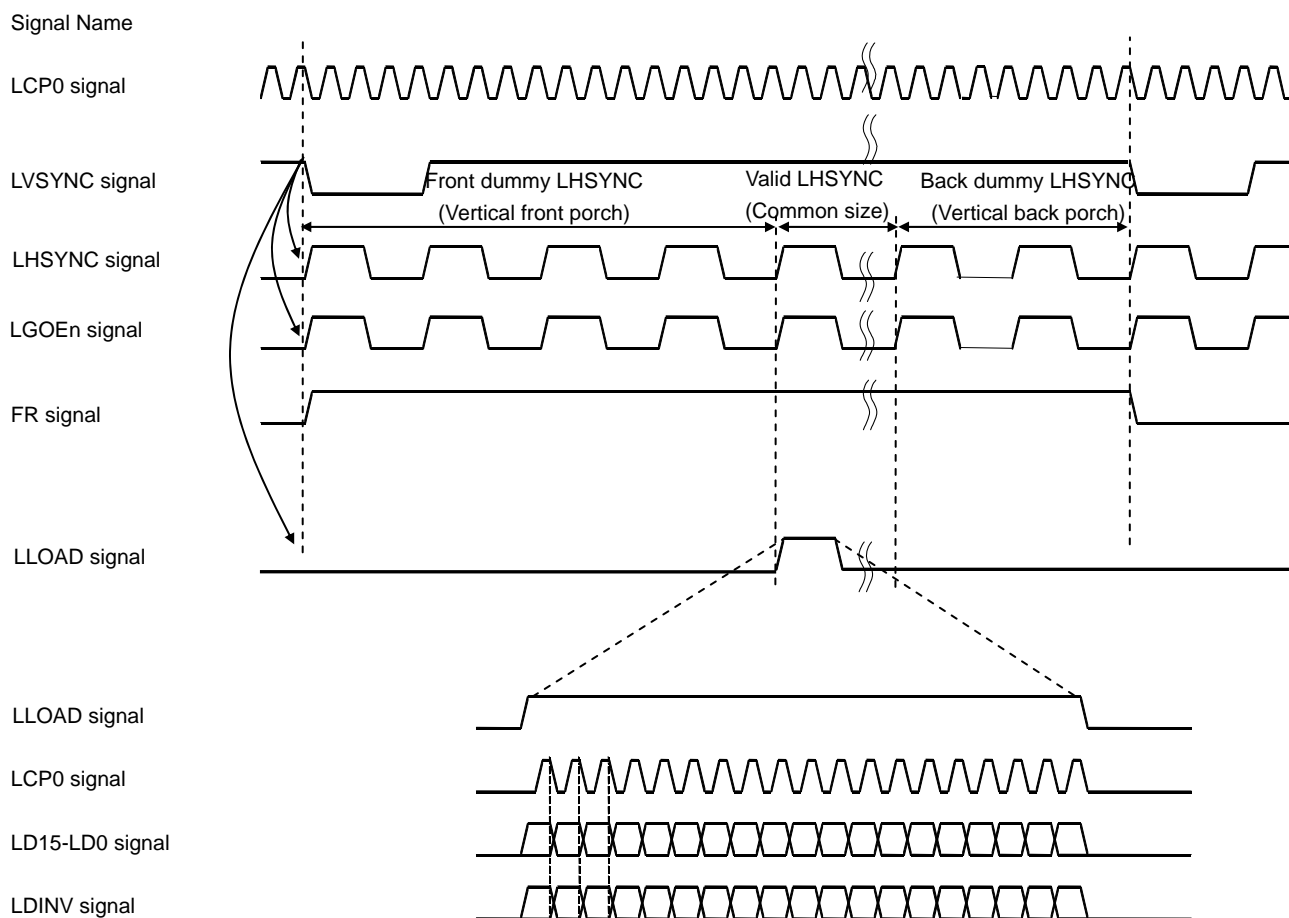 Signal Name
LCP0 signal
LVSYNC signal
Front dummy LHSYNC
(Vertical front porch)
Valid LHSYNC
(Common size)
Back dummy LHSYNC
(Vertical back porch)
LHSYNC signal
LGOEn signal
FR signal
LLOAD signal
LLOAD signal
LCP0 signal
LD15-LD0 signal
LDINV signal